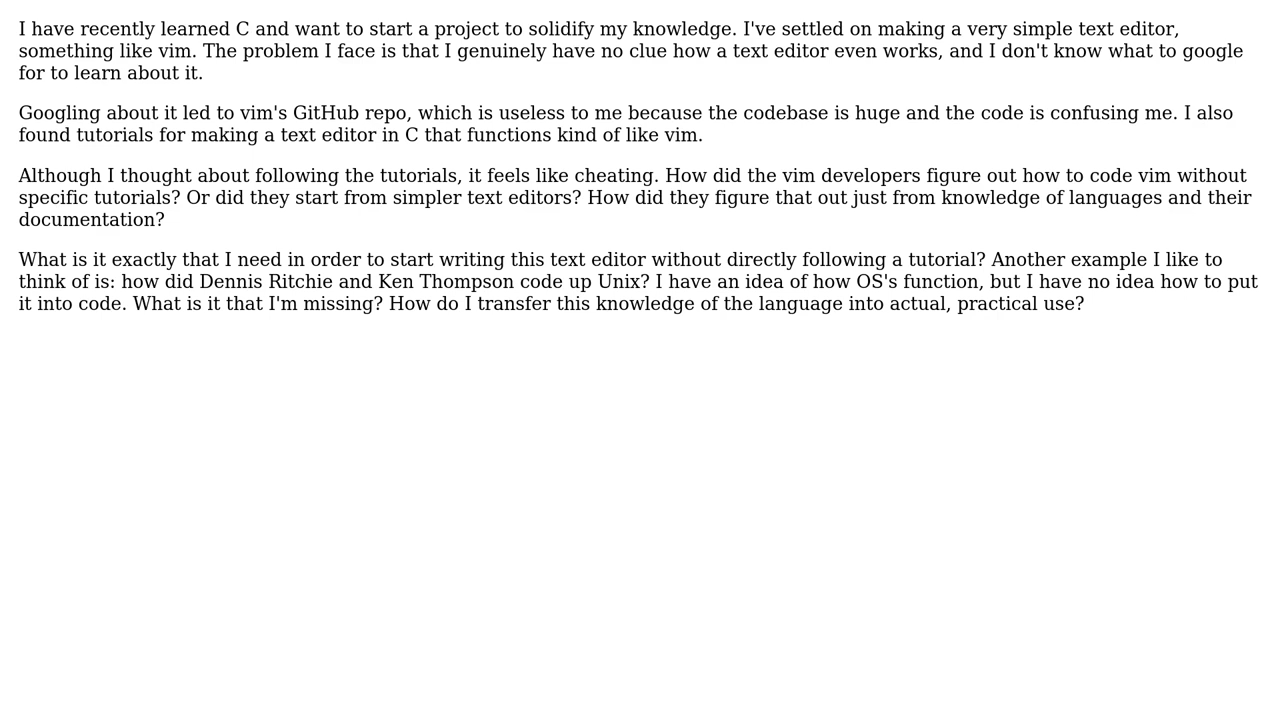 I have recently learned C and want to start a project to solidify my knowledge. I've settled on making a very simple text editor,
something like vim. The problem I face is that I genuinely have no clue how a text editor even works, and I don't know what to google
for to learn about it.
Googling about it led to vim's GitHub repo, which is useless to me because the codebase is huge and the code is confusing me. I also
found tutorials for making a text editor in C that functions kind of like vim.
Although I thought about following the tutorials, it feels like cheating. How did the vim developers figure out how to code vim without
specific tutorials? Or did they start from simpler text editors? How did they figure that out just from knowledge of languages and their
documentation?
What is it exactly that I need in order to start writing this text editor without directly following a tutorial? Another example I like to
think of is: how did Dennis Ritchie and Ken Thompson code up Unix? I have an idea of how OS's function, but I have no idea how to put
it into code. What is it that I'm missing? How do I transfer this knowledge of the language into actual, practical use?